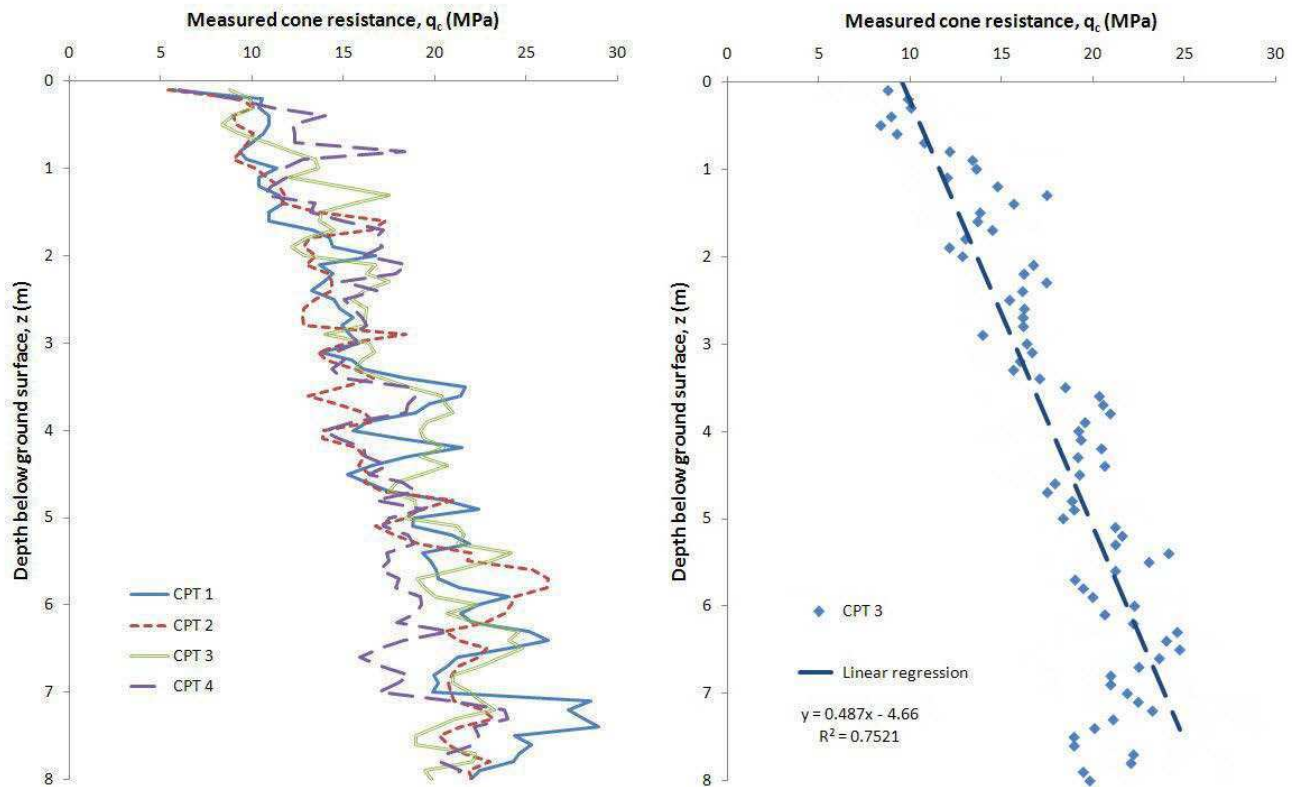 Measured cone resistance, qc (MPa)
0 5 10 15 20 25 30
Depth below ground surface, z (m)
0
1
2
3
4
5
6
7
8
CPT 1
CPT 2
CPT 3
CPT 4
Measured cone resistance, qc (MPa)
0 5 10 15 20 25 30
Depth below ground surface, z (m)
0
1
2
3
4
5
6
7
8
CPT 3
Linear regression
y = 0.487x - 4.66
R² = 0.7521